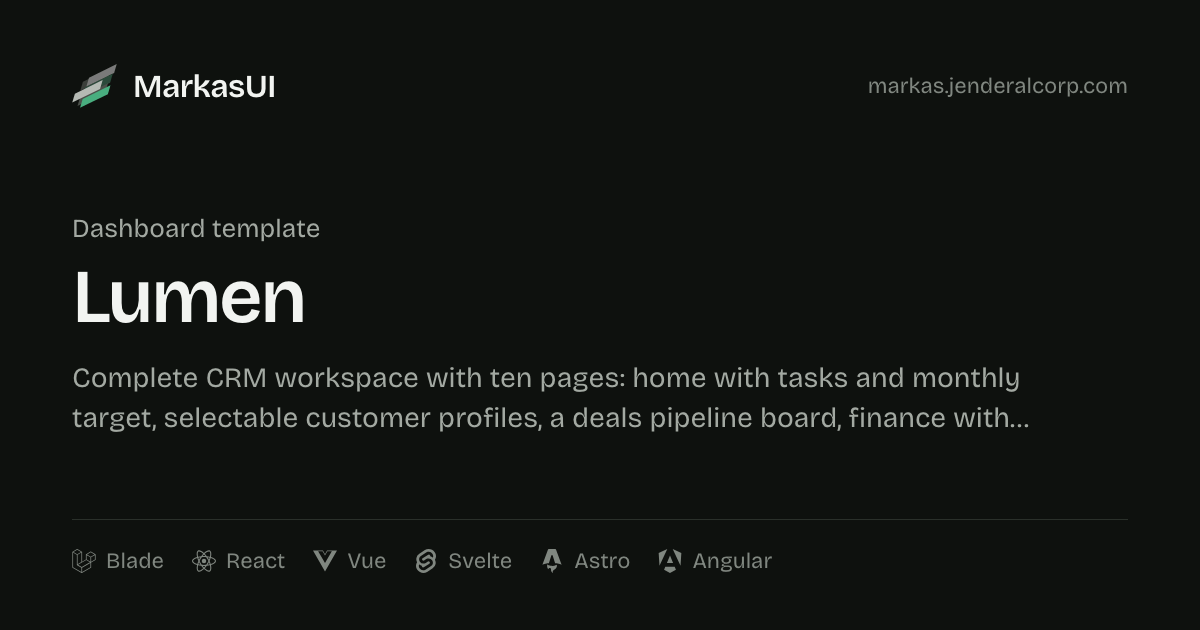 MarkasUI
markas.jenderalcorp.com
Dashboard template
Lumen
Complete CRM workspace with ten pages: home with tasks and monthly
target, selectable customer profiles, a deals pipeline board, finance with...
Blade React Vue Svelte Astro Angular